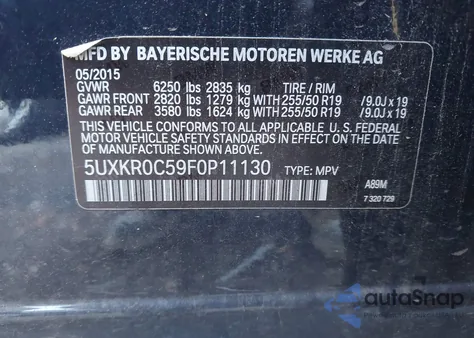 MFD BY BAYERISCHE MOTOREN WERKE AG
05/2015
GVWR 6250 lbs 2835 kg TIRE / RIM
GAWR FRONT 2820 lbs 1279 kg WITH 255/50 R19 /9.0J x 19
GAWR REAR 3580 lbs 1624 kg WITH 255/50 R19 /9.0J x 19
THIS VEHICLE CONFORMS TO ALL APPLICABLE U. S. FEDERAL
MOTOR VEHICLE SAFETY STANDARDS IN EFFECT ON THE DATE OF
MANUFACTURE SHOWN ABOVE.
5UXKR0C59F0P11130 TYPE: MPV
A89M
7 320 729
autoSnap